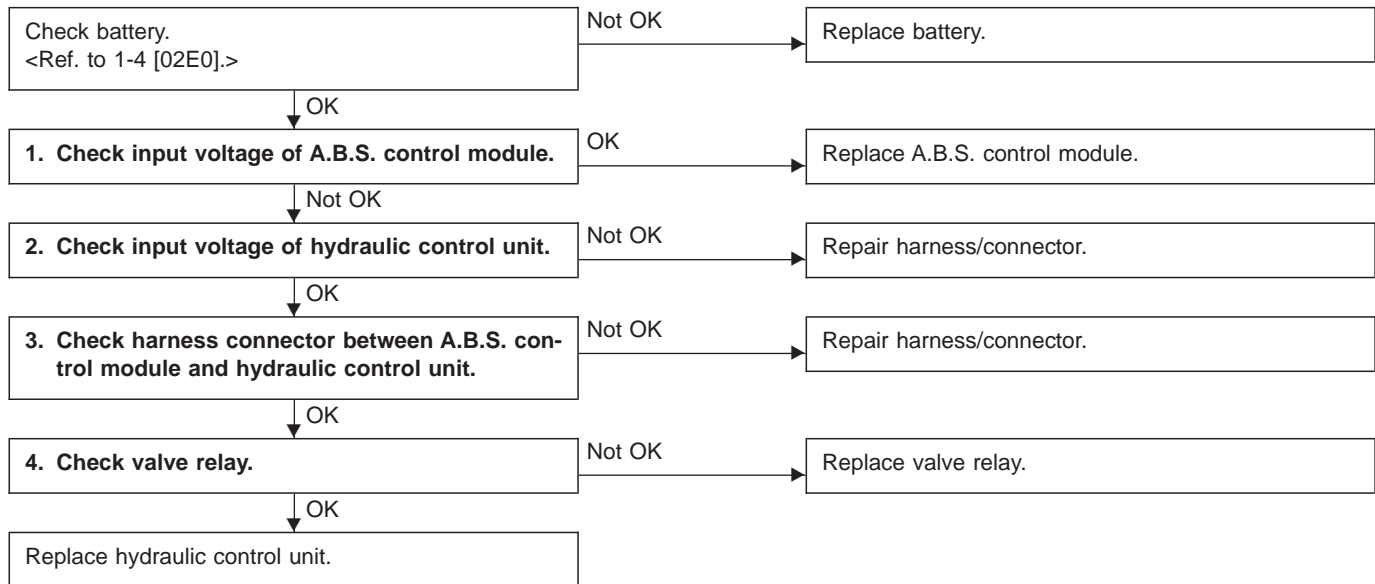 Check battery.
<Ref. to 1-4 [02E0].>
Not OK
Replace battery.
OK
1. Check input voltage of A.B.S. control module.
OK
Replace A.B.S. control module.
Not OK
2. Check input voltage of hydraulic control unit.
Not OK
Repair harness/connector.
OK
3. Check harness connector between A.B.S. con-
trol module and hydraulic control unit.
Not OK
Repair harness/connector.
OK
4. Check valve relay.
Not OK
Replace valve relay.
OK
Replace hydraulic control unit.